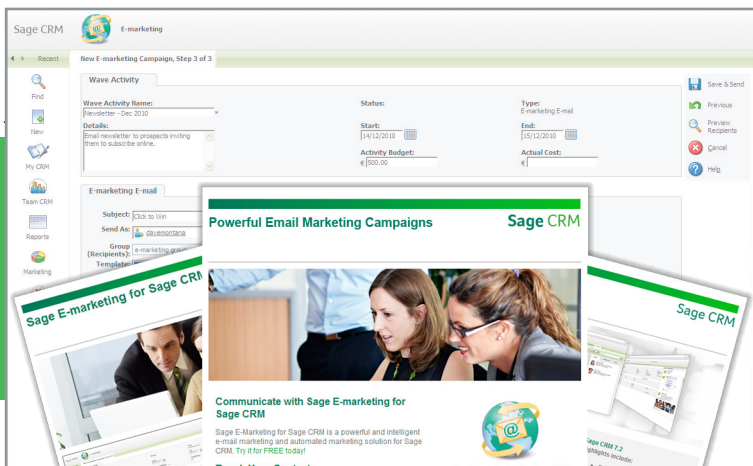 Sage CRM
E-marketing
Recent
New E-marketing Campaign, Step 3 of 3
Find
New
My CRM
Team CRM
Reports
Marketing
Wave Activity
Wave Activity Name:
Newsletter - Dec 2010
Status:
Type:
E-marketing E-mail
Details:
Email newsletter to prospects inviting
them to subscribe online.
Start:
14/12/2010
End:
15/12/2010
Activity Budget:
€ 500.00
Actual Cost:
€
Save & Send
Previous
Preview
Recipients
Cancel
Help
E-marketing E-mail
Subject: Click to Win
Send As: davemontana
Group
(Recipients): e-marketing group
Template:
Sage E-marketing for Sage CRM
Powerful Email Marketing Campaigns
Sage CRM
Communicate with Sage E-marketing for
Sage CRM
Sage E-Marketing for Sage CRM is a powerful and intelligent
e-mail marketing and automated marketing solution for Sage
CRM. Try it for FREE today!
Sage CRM
Sage CRM 7.2
highlights include: